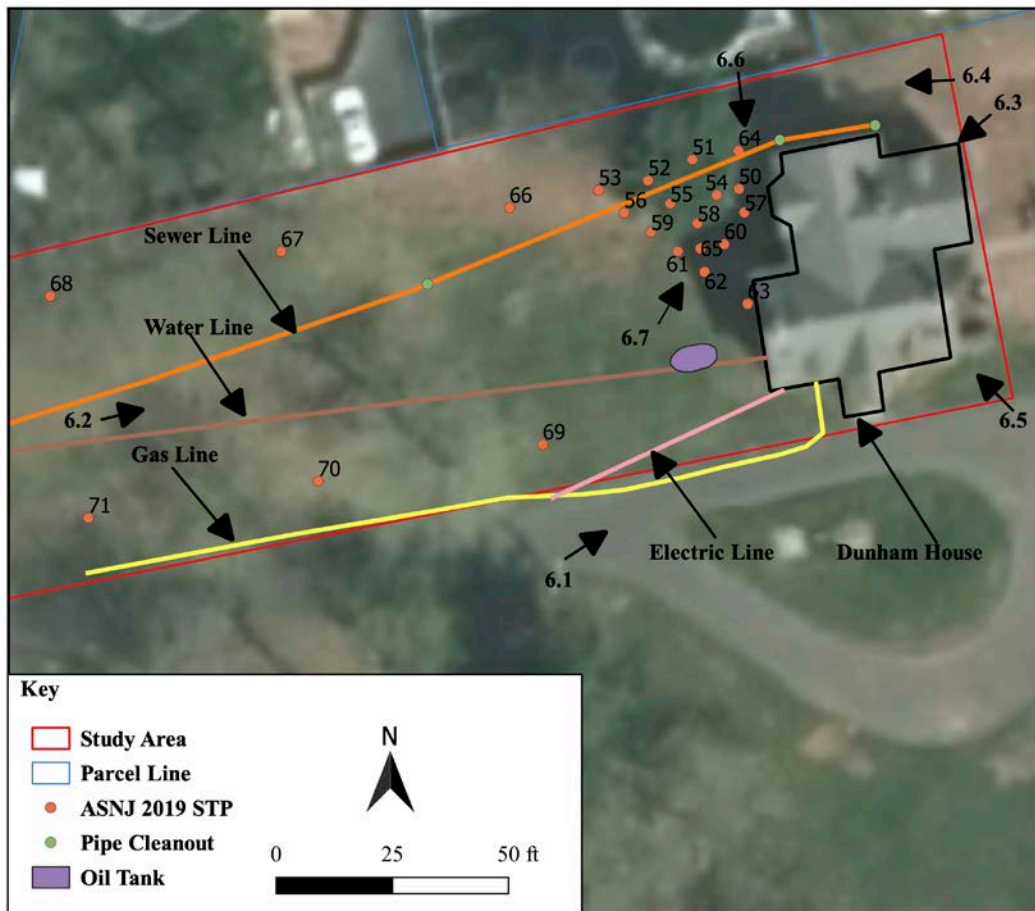 6.6
6.4
6.3
64
51
52
53
54
50
66
55
56
57
58
Sewer Line
59
60
67
65
61
68
62
63
Water Line
6.7
6.2
6.5
69
Gas Line
70
71
Electric Line
Dunham House
6.1
Key
Study Area
Parcel Line
ASNJ 2019 STP
Pipe Cleanout
Oil Tank
N
0 25 50 ft